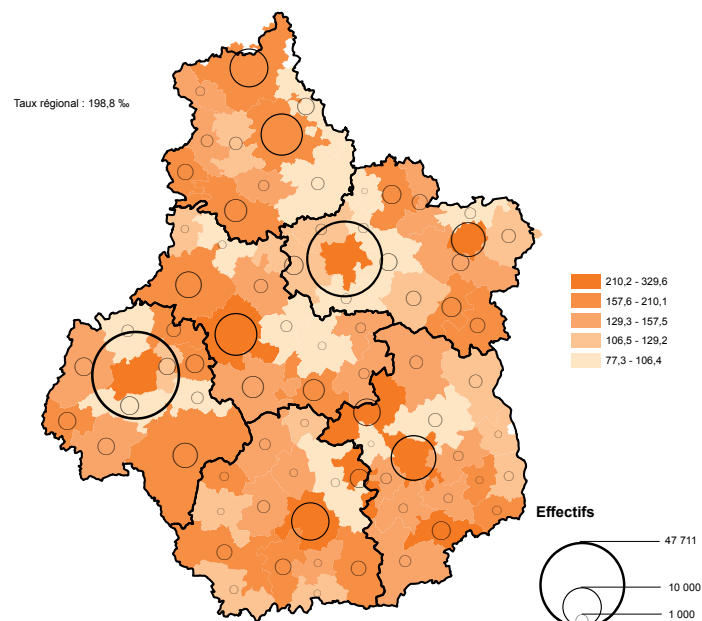 Taux régional : 198,8 ‰
210,2 - 329,6
157,6 - 210,1
129,3 - 157,5
106,5 - 129,2
77,3 - 106,4
Effectifs
47 711
10 000
1 000